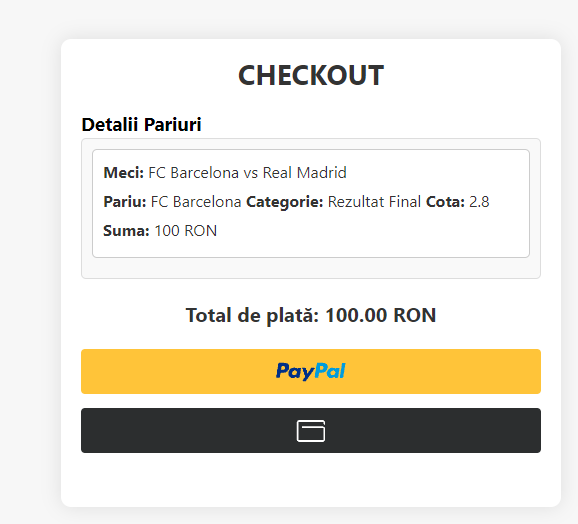 CHECKOUT
Detalii Pariuri
Meci: FC Barcelona vs Real Madrid
Pariu: FC Barcelona Categorie: Rezultat Final Cota: 2.8
Suma: 100 RON
Total de plată: 100.00 RON
PayPal